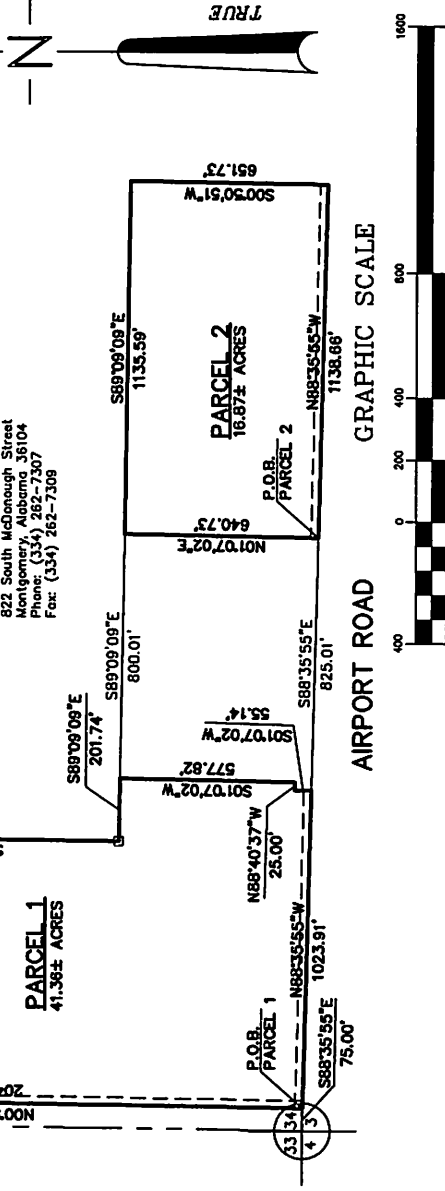 822 South McDonough Street
Montgomery, Alabama 36104
Phone: (334) 262-7307
Fax: (334) 262-7309
N
TRUE
PARCEL 1
41.36± ACRES
S89°09'09"E
201.74'
S89°09'09"E
800.01'
S89°09'09"E
1135.59'
S00°50'51"W
651.73'
PARCEL 2
16.87± ACRES
N01°07'02"E
640.73'
P.O.B.
PARCEL 2
N88°35'55"W
1138.66'
S01°07'02"W
577.82'
S01°07'02"W
55.14'
N88°40'37"W
25.00'
S88°35'55"E
825.01'
N88°35'55"W
1023.91'
P.O.B.
PARCEL 1
S88°35'55"E
75.00'
33 34
4 3
AIRPORT ROAD
GRAPHIC SCALE
400 0 200 400 800 1600